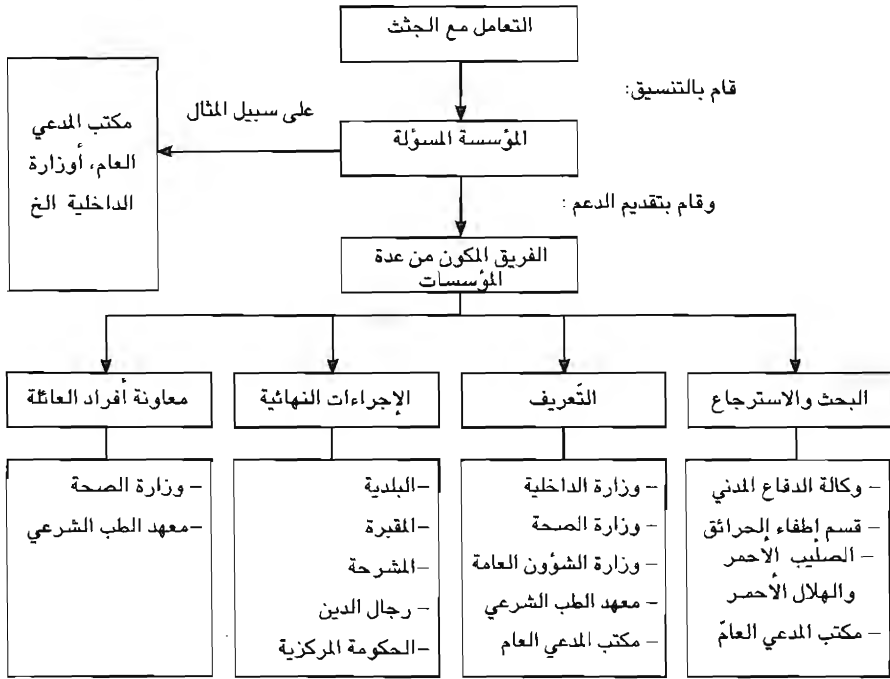 التعامل مع الجثث
قام بالتنسيق:
المؤسسة المسؤلة
على سبيل المثال
مكتب المدعي
العام، أوزارة
الداخلية الخ
وقام بتقديم الدعم :
الفريق المكون من عدة
المؤسسات
البحث والاسترجاع
– وكالة الدفاع المدني
– قسم اطفاء الحرائق
– الصليب الأحمر
والهلال الأحمر
– مكتب المدعي العامّ
التّعريف
– وزارة الداخلية
– وزارة الصحة
– وزارة الشؤون العامة
– معهد الطب الشرعي
– مكتب المدعي العام
الإجراءات النهائية
–البلدية
–المقبرة
–المشرحة
– رجال الدين
–الحكومة المركزية
معاونة أفراد العائلة
– وزارة الصحة
–معهد الطب الشرعي